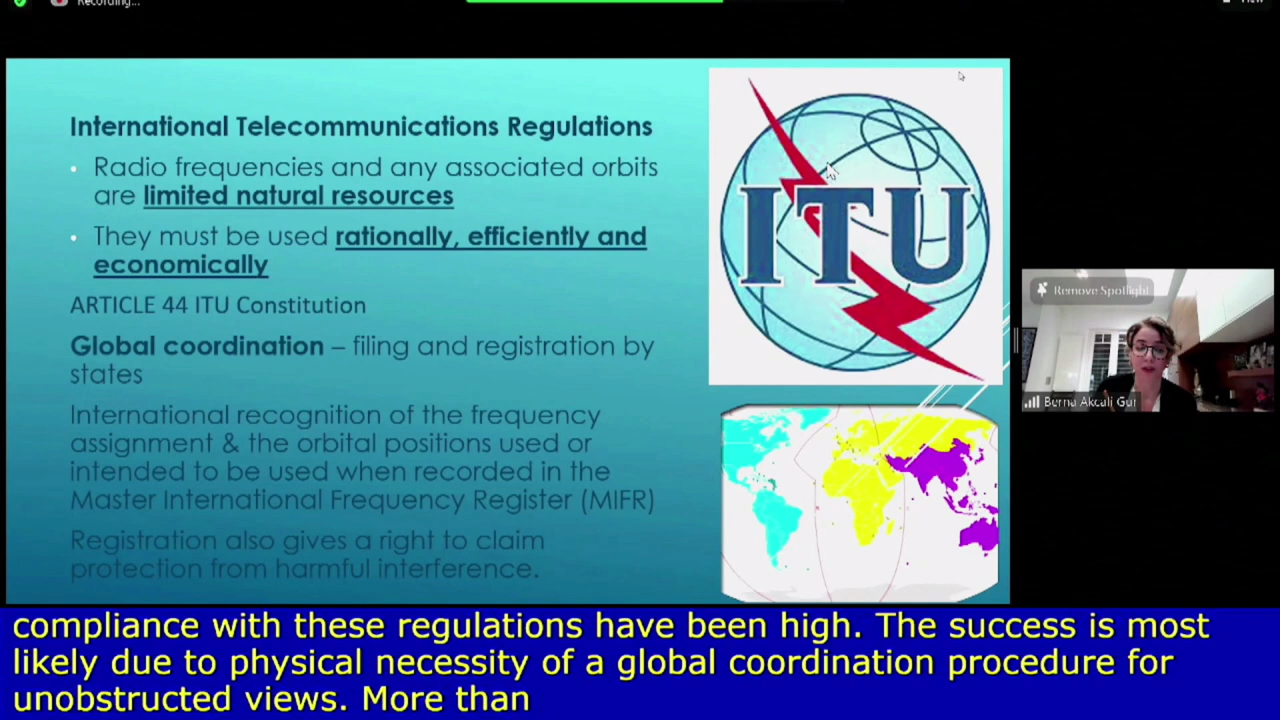 Recording...
View
International Telecommunications Regulations
Radio frequencies and any associated orbits
are limited natural resources
They must be used rationally, efficiently and
economically
ARTICLE 44 ITU Constitution
Global coordination – filing and registration by
states
International recognition of the frequency
assignment & the orbital positions used or
intended to be used when recorded in the
Master International Frequency Register (MIFR)
Registration also gives a right to claim
protection from harmful interference.
ITU
Remove Spotlight
Berna Akcali Gur
compliance with these regulations have been high. The success is most
likely due to physical necessity of a global coordination procedure for
unobstructed views. More than